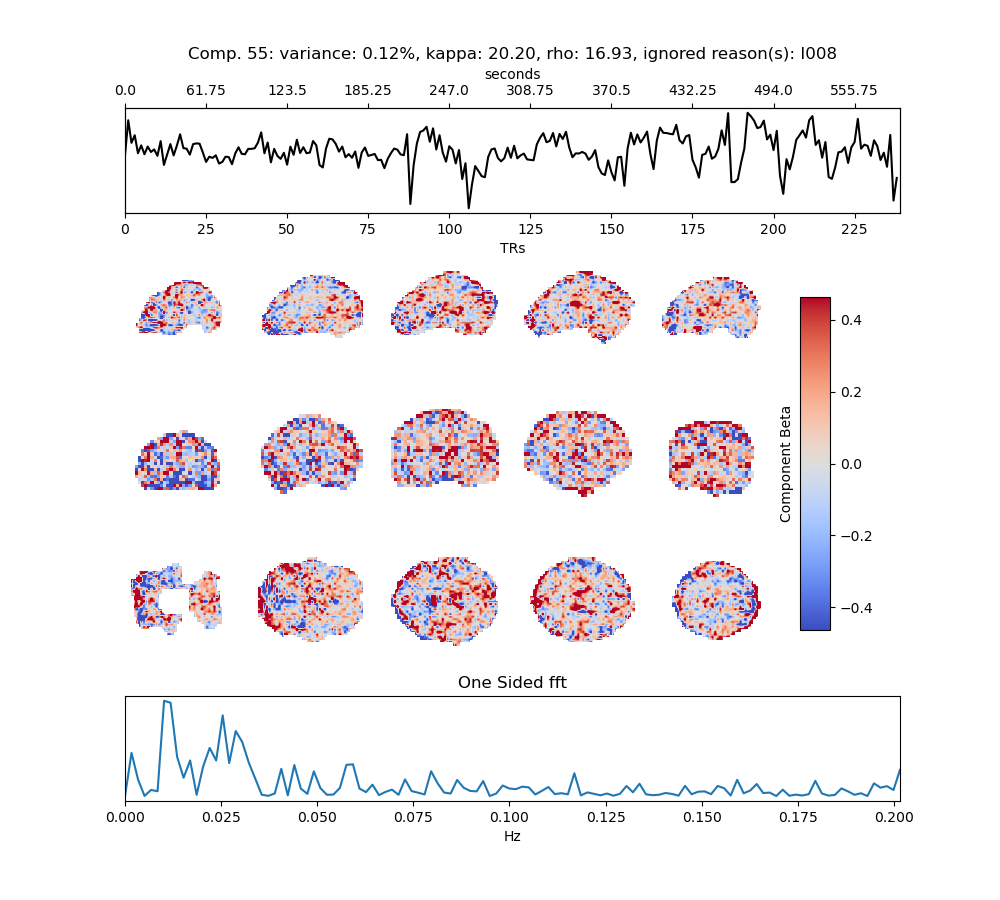 Comp. 55: variance: 0.12%, kappa: 20.20, rho: 16.93, ignored reason(s): I008
seconds
0.0 61.75 123.5 185.25 247.0 308.75 370.5 432.25 494.0 555.75
0 25 50 75 100 125 150 175 200 225
TRs
0.4
0.2
0.0
−0.2
−0.4
Component Beta
One Sided fft
0.000 0.025 0.050 0.075 0.100 0.125 0.150 0.175 0.200
Hz